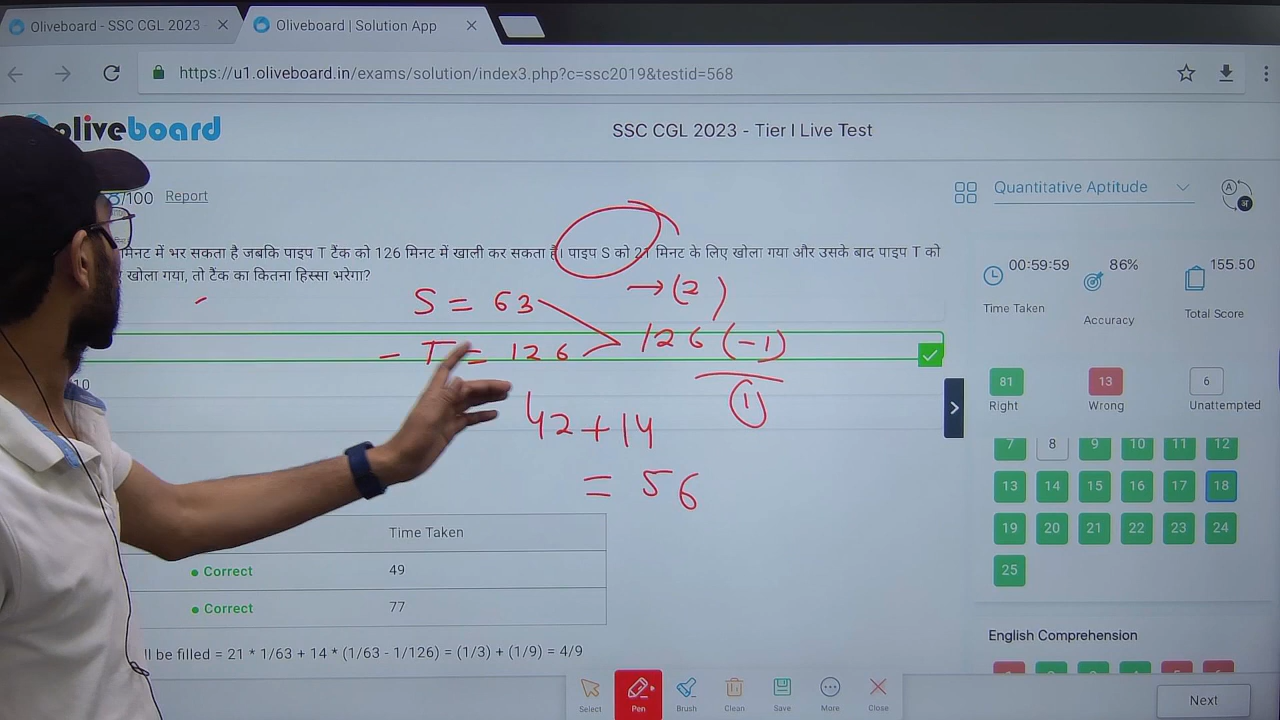 Oliveboard - SSC CGL 2023 -
Oliveboard | Solution App
https://u1.oliveboard.in/exams/solution/index3.php?c=ssc2019&testid=568
oliveboard
SSC CGL 2023 - Tier I Live Test
/100 Report
Quantitative Aptitude
मिनट में भर सकता है जबकि पाइप T टैंक को 126 मिनट में खाली कर सकता है। पाइप S को 21 मिनट के लिए खोला गया और उसके बाद पाइप T को
खोला गया, तो टैंक का कितना हिस्सा भरेगा?
00:59:59 86% 155.50
Time Taken Accuracy Total Score
S = 63 → (2)
- T = 126 126 (-1)
10
(1)
42 + 14
= 56
81 13 6
Right Wrong Unattempted
7 8 9 10 11 12
13 14 15 16 17 18
19 20 21 22 23 24
25
Time Taken
Correct 49
Correct 77
English Comprehension
ll be filled = 21 * 1/63 + 14 * (1/63 - 1/126) = (1/3) + (1/9) = 4/9
Select Pen Brush Clean Save More Close
Next